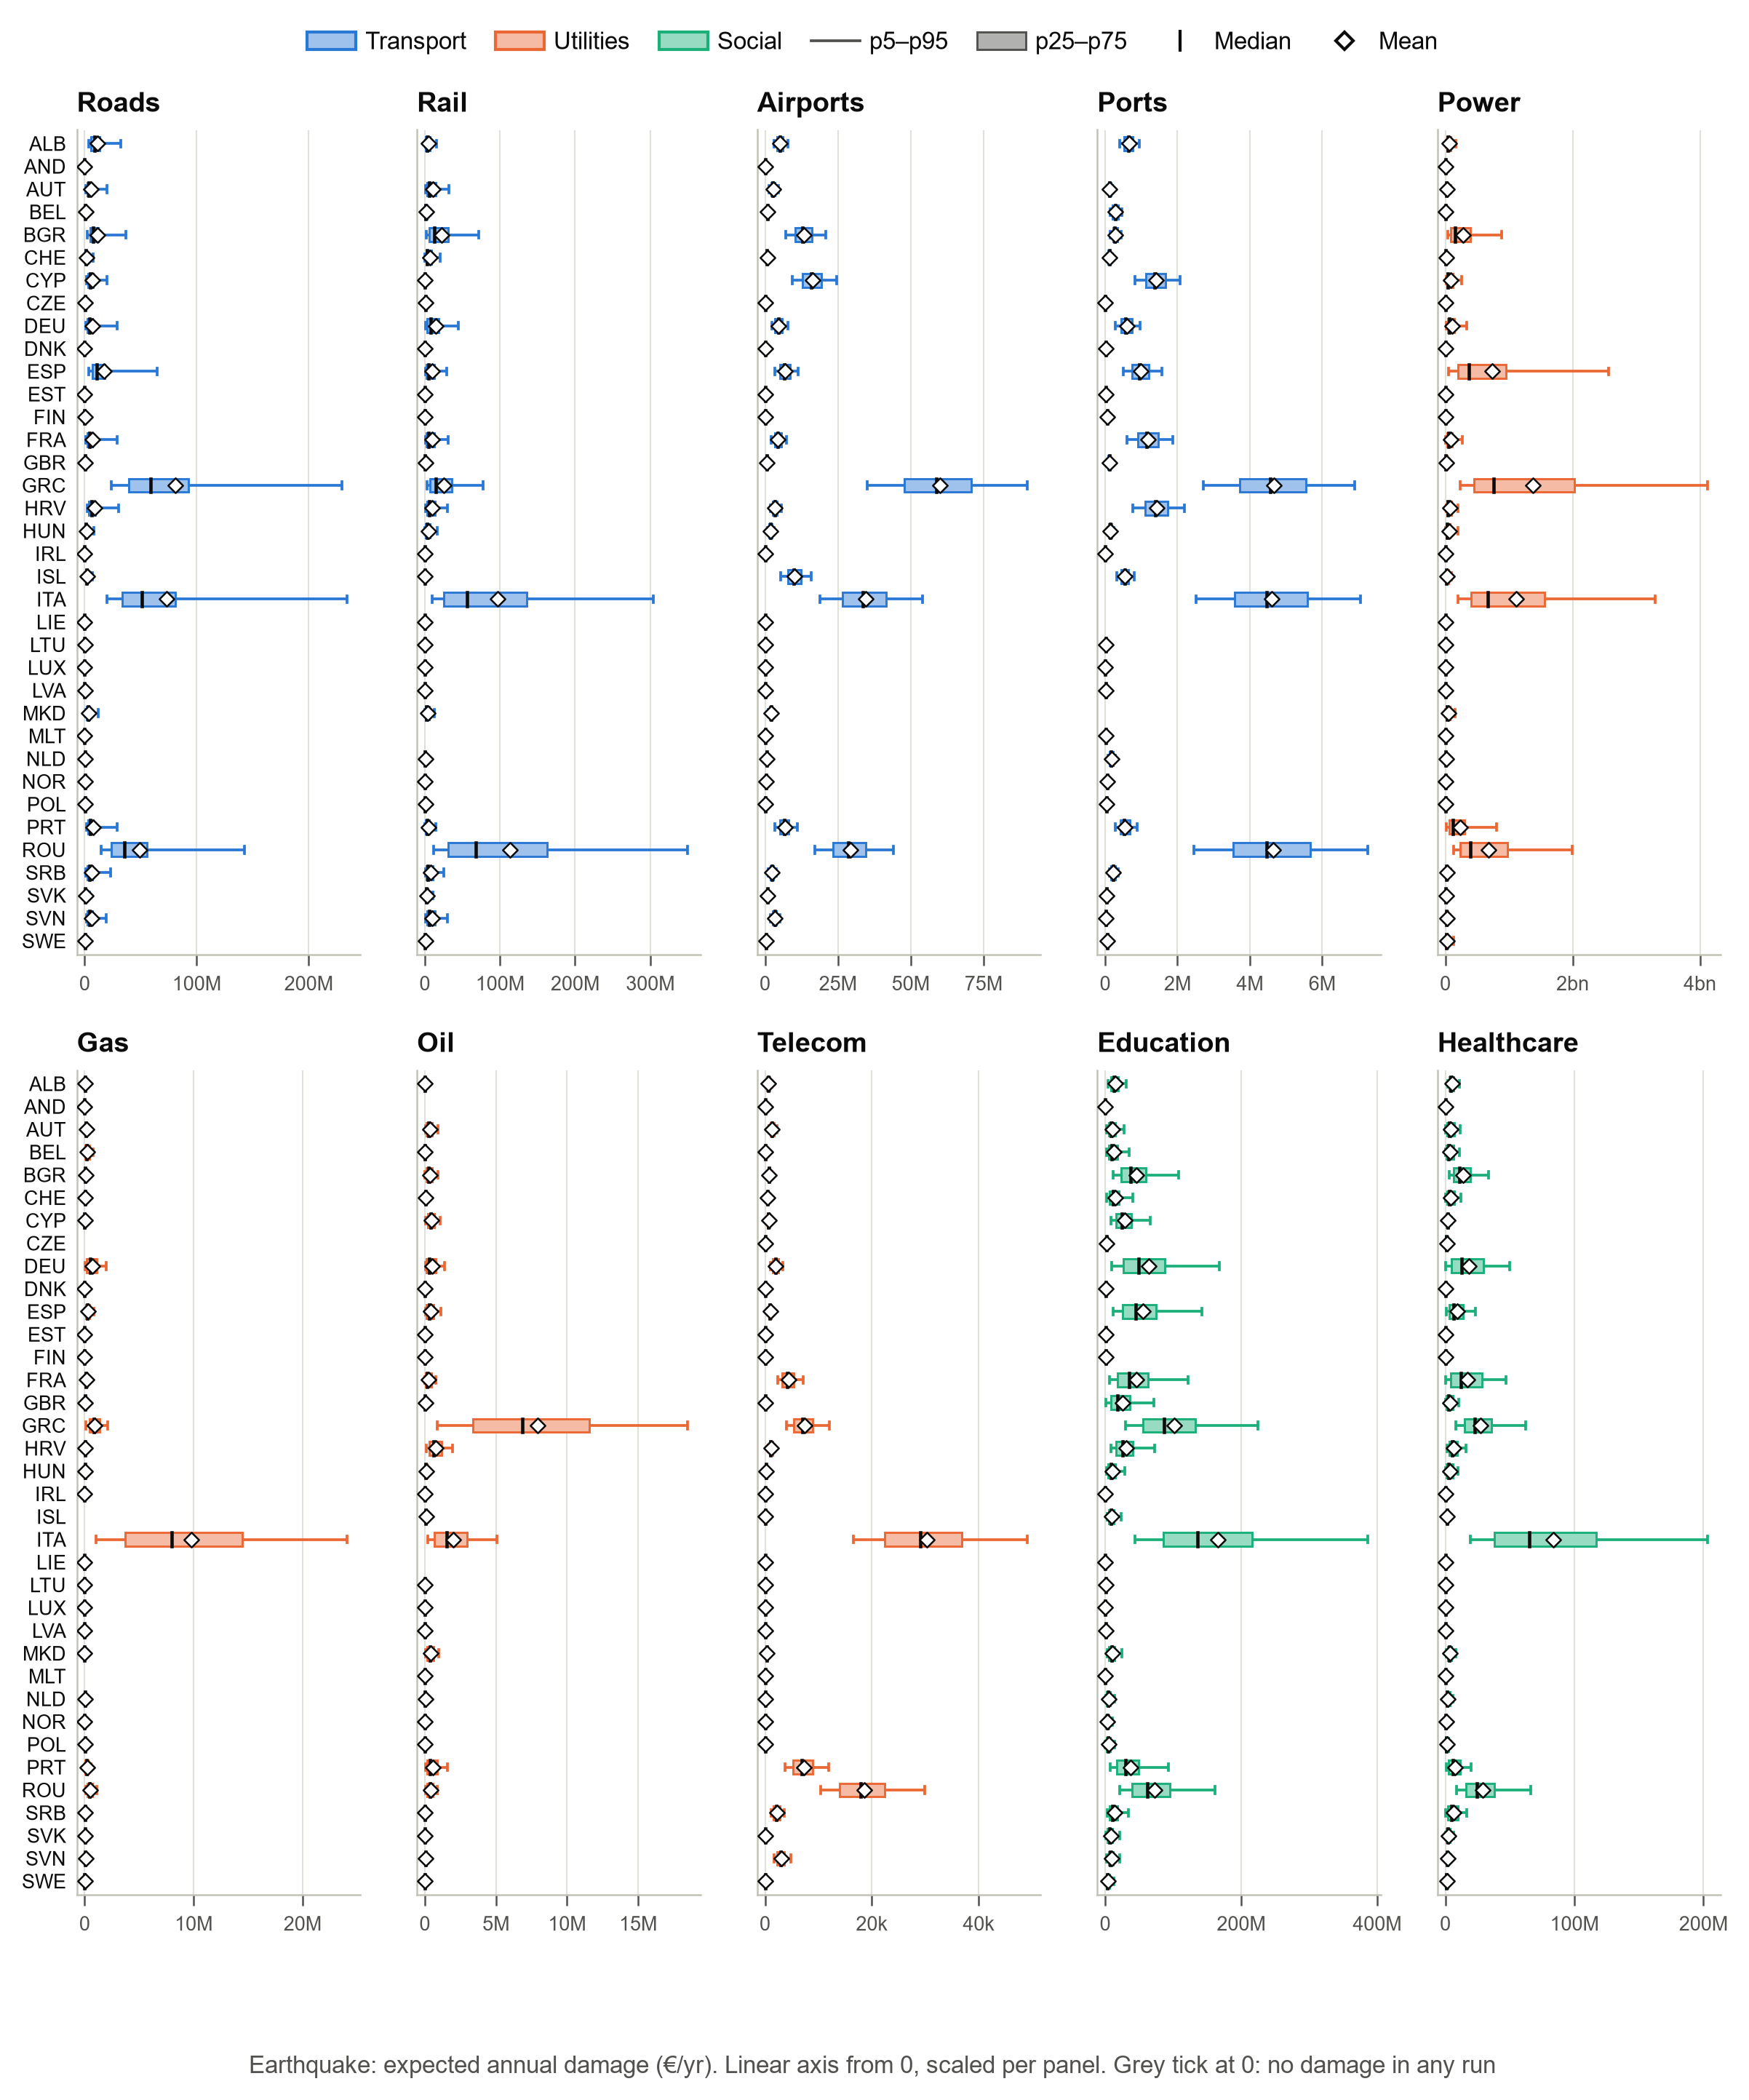 Transport Utilities Social p5–p95 p25–p75 Median Mean
Roads Rail Airports Ports Power
ALB
AND
AUT
BEL
BGR
CHE
CYP
CZE
DEU
DNK
ESP
EST
FIN
FRA
GBR
GRC
HRV
HUN
IRL
ISL
ITA
LIE
LTU
LUX
LVA
MKD
MLT
NLD
NOR
POL
PRT
ROU
SRB
SVK
SVN
SWE
0 100M 200M 0 100M 200M 300M 0 25M 50M 75M 0 2M 4M 6M 0 2bn 4bn
Gas Oil Telecom Education Healthcare
ALB
AND
AUT
BEL
BGR
CHE
CYP
CZE
DEU
DNK
ESP
EST
FIN
FRA
GBR
GRC
HRV
HUN
IRL
ISL
ITA
LIE
LTU
LUX
LVA
MKD
MLT
NLD
NOR
POL
PRT
ROU
SRB
SVK
SVN
SWE
0 10M 20M 0 5M 10M 15M 0 20k 40k 0 200M 400M 0 100M 200M
Earthquake: expected annual damage (€/yr). Linear axis from 0, scaled per panel. Grey tick at 0: no damage in any run